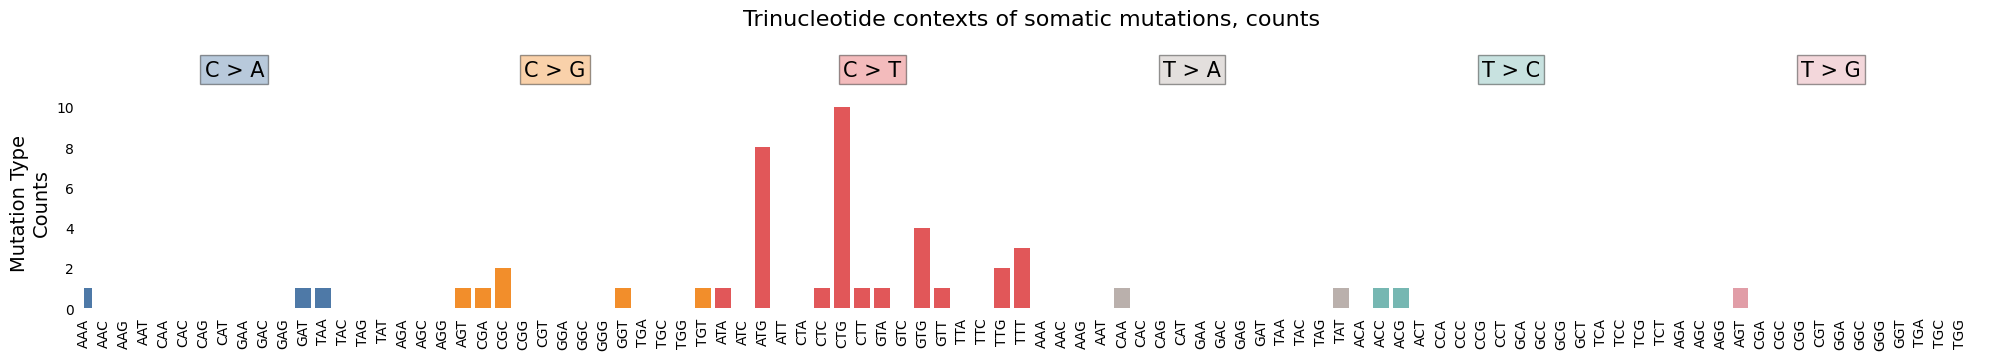 Trinucleotide contexts of somatic mutations, counts
C > A C > G C > T T > A T > C T > G
Mutation Type
Counts
10
8
6
4
2
0
AAA AAC AAG AAT CAA CAC CAG CAT GAA GAC GAG GAT TAA TAC TAG TAT AGA AGC AGG AGT CGA CGC CGG CGT GGA GGC GGG GGT TGA TGC TGG TGT ATA ATC ATG ATT CTA CTC CTG CTT GTA GTC GTG GTT TTA TTC TTG TTT AAA AAC AAG AAT CAA CAC CAG CAT GAA GAC GAG GAT TAA TAC TAG TAT ACA ACC ACG ACT CCA CCC CCG CCT GCA GCC GCG GCT TCA TCC TCG TCT AGA AGC AGG AGT CGA CGC CGG CGT GGA GGC GGG GGT TGA TGC TGG